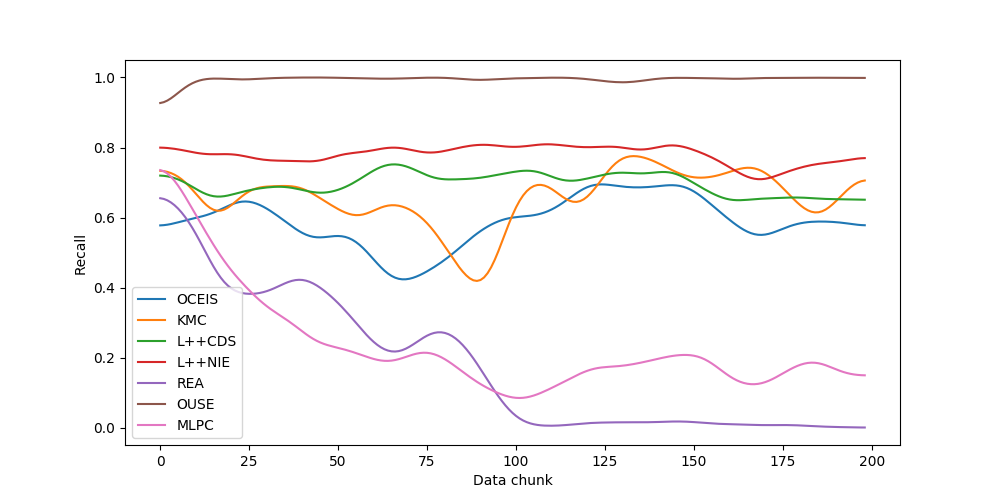 1.0
0.8
0.6
0.4
0.2
0.0
Recall
OCEIS
KMC
L++CDS
L++NIE
REA
OUSE
MLPC
0 25 50 75 100 125 150 175 200
Data chunk